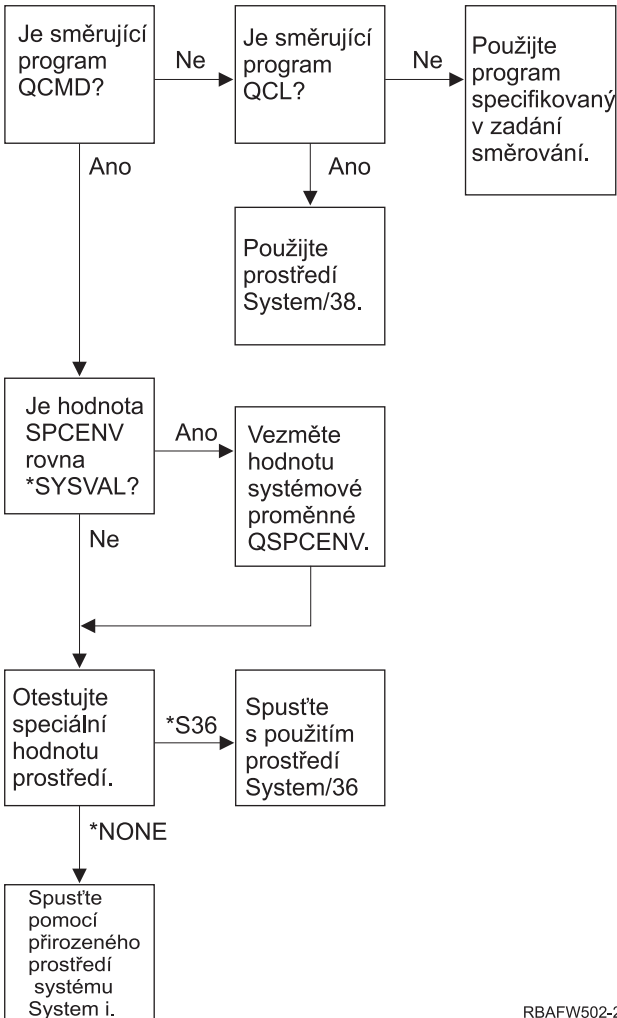 Je směrující
program
QCMD?
Ne
Je směrující
program
QCL?
Ne
Použijte
program
specifikovaný
v zadání
směrování.
Ano
Ano
Použijte
prostředí
System/38.
Je hodnota
SPCENV
rovna
*SYSVAL?
Ano
Vezměte
hodnotu
systémové
proměnné
QSPCENV.
Ne
Otestujte
speciální
hodnotu
prostředí.
*S36
Spusťte
s použitím
prostředí
System/36
*NONE
Spusťte
pomocí
přirozeného
prostředí
systému
System i.
RBAFW502-2